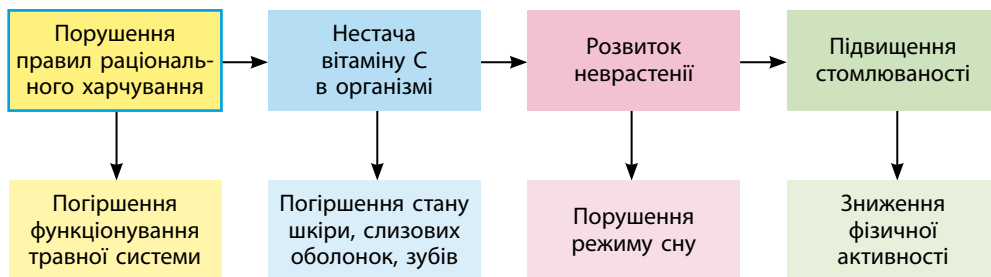 Порушення
правил раціональ-
ного харчування
Нестача
вітаміну С
в організмі
Розвиток
неврастенії
Підвищення
стомлюваності
Погіршення
функціонування
травної системи
Погіршення стану
шкіри, слизових
оболонок, зубів
Порушення
режиму сну
Зниження
фізичної
активності